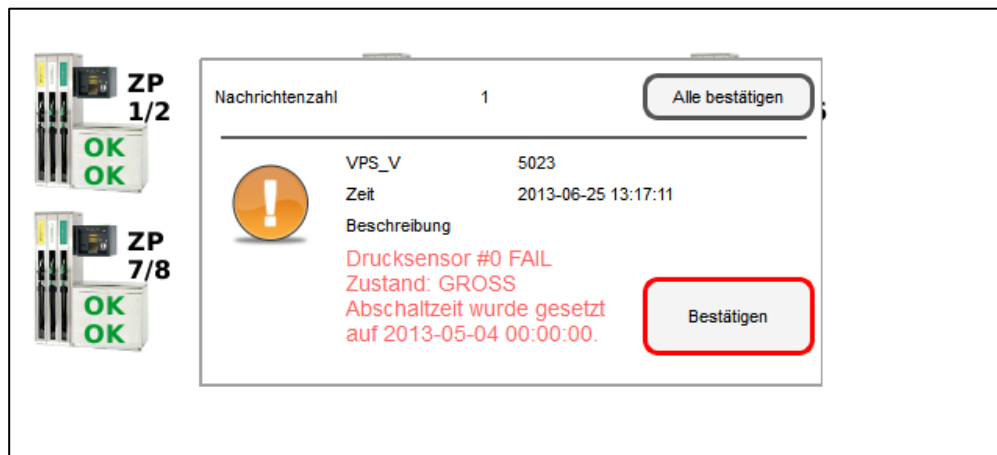 ZP
1/2
OK
OK
ZP
7/8
OK
OK
Nachrichtenzahl 1 Alle bestätigen
VPS_V 5023
Zeit 2013-06-25 13:17:11
Beschreibung
Drucksensor #0 FAIL
Zustand: GROSS
Abschaltzeit wurde gesetzt
auf 2013-05-04 00:00:00.
Bestätigen